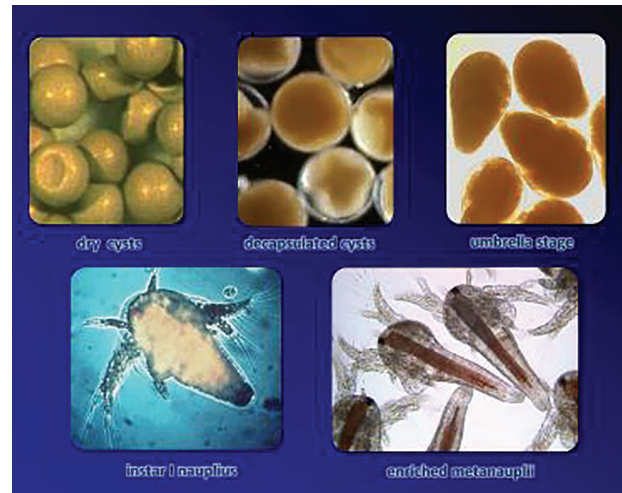 dry cysts
decapsulated cysts
umbrella stage
instar I nauplius
enriched metanauplii